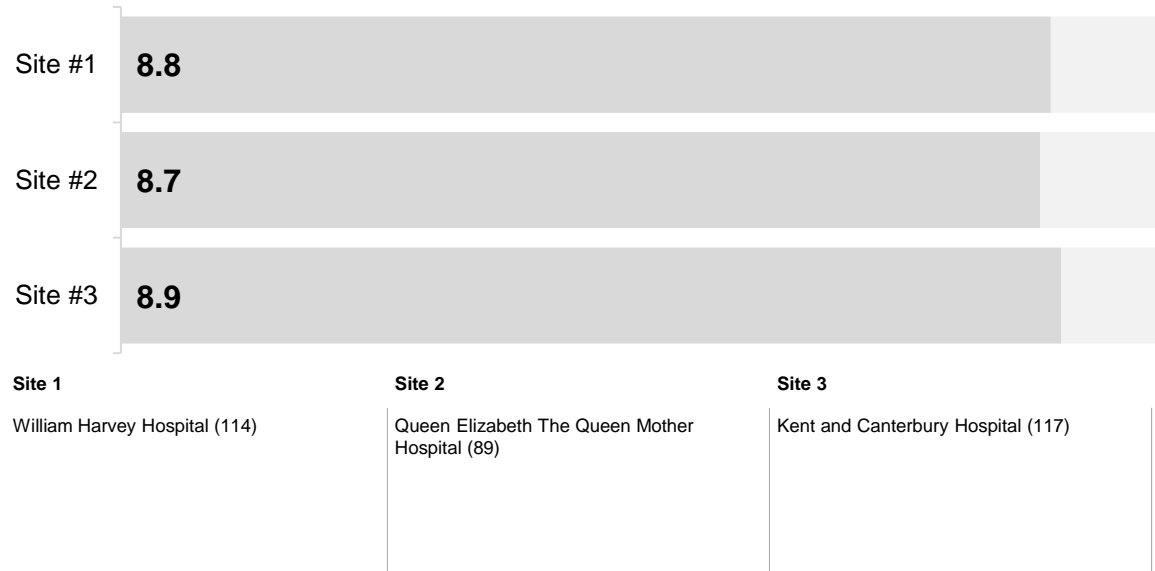 Site #1
8.8
Site #2
8.7
Site #3
8.9
Site 1
William Harvey Hospital (114)
Site 2
Queen Elizabeth The Queen Mother
Hospital (89)
Site 3
Kent and Canterbury Hospital (117)